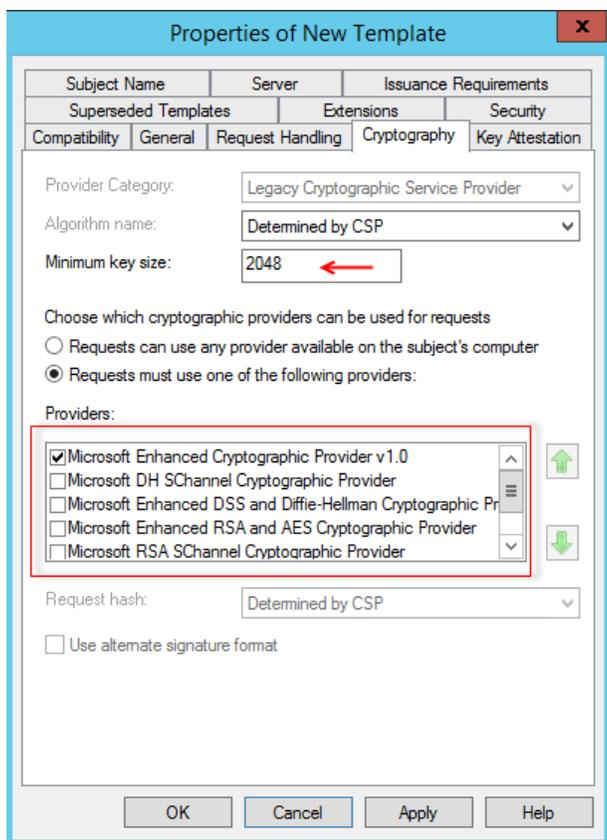 Properties of New Template
x
Subject Name Server Issuance Requirements
Superseded Templates Extensions Security
Compatibility General Request Handling Cryptography Key Attestation
Provider Category: Legacy Cryptographic Service Provider
Algorithm name: Determined by CSP
Minimum key size: 2048
Choose which cryptographic providers can be used for requests
Requests can use any provider available on the subject's computer
Requests must use one of the following providers:
Providers:
Microsoft Enhanced Cryptographic Provider v1.0
Microsoft DH SChannel Cryptographic Provider
Microsoft Enhanced DSS and Diffie-Hellman Cryptographic Pr
Microsoft Enhanced RSA and AES Cryptographic Provider
Microsoft RSA SChannel Cryptographic Provider
Request hash: Determined by CSP
Use alternate signature format
OK Cancel Apply Help